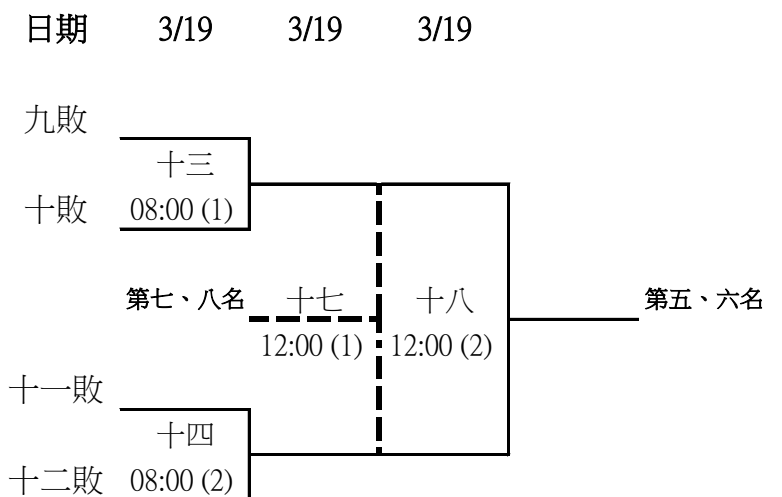 日期 3/19 3/19 3/19
九敗
十三
十敗 08:00 (1)
第七、八名 十七 十八 第五、六名
12:00 (1) 12:00 (2)
十一敗
十四
十二敗 08:00 (2)